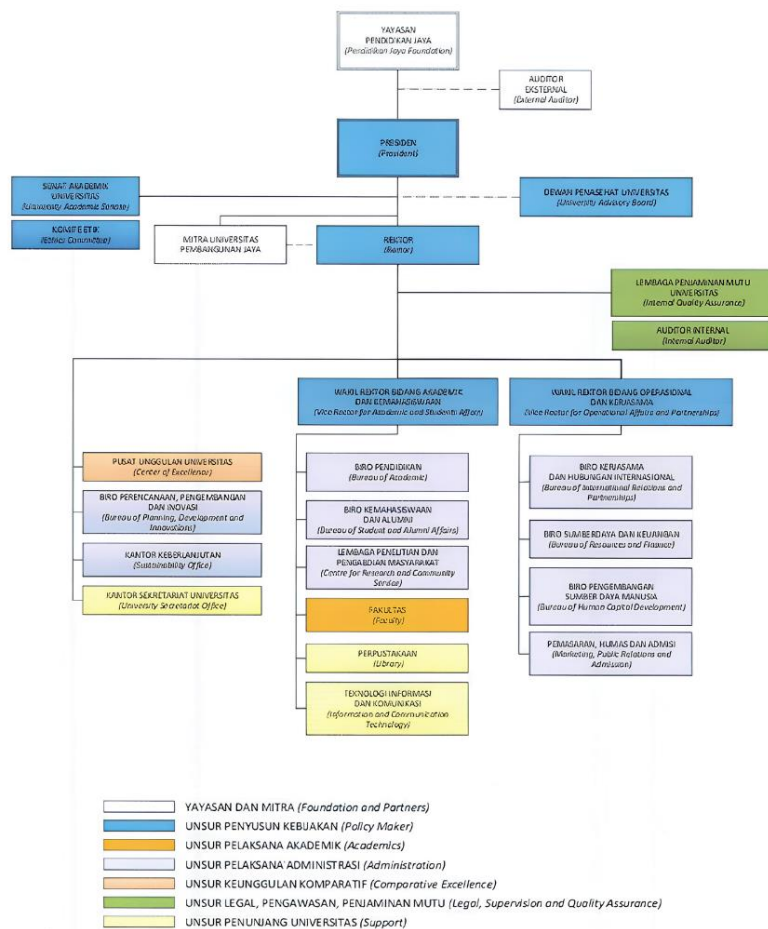 YAYASAN
PENDIDIKAN JAYA
(Pendidikan Jaya Foundation)
AUDITOR
EKSTERNAL
(External Auditor)
PRESIDEN
(President)
SENAT AKADEMIK
UNIVERSITAS
(University Academic Senate)
DEWAN PENASEHAT UNIVERSITAS
(University Advisory Board)
KOMITE ETIK
(Ethics Committee)
MITRA UNIVERSITAS
PEMBANGUNAN JAYA
REKTOR
(Rector)
LEMBAGA PENJAMINAN MUTU
UNIVERSITAS
(Internal Quality Assurance)
AUDITOR INTERNAL
(Internal Auditor)
WAKIL REKTOR BIDANG AKADEMIK
DAN KEMAHASISWAAN
(Vice Rector for Academic and Students Affair)
WAKIL REKTOR BIDANG OPERASIONAL
DAN KERJASAMA
(Vice Rector for Operational Affairs and Partnerships)
PUSAT UNGGULAN UNIVERSITAS
(Center of Excellence)
BIRO PERENCANAAN, PENGEMBANGAN
DAN INOVASI
(Bureau of Planning, Development and
Innovations)
KANTOR KEBERLANJUTAN
(Sustainability Office)
KANTOR SEKRETARIAT UNIVERSITAS
(University Secretariat Office)
BIRO PENDIDIKAN
(Bureau of Academic)
BIRO KEMAHASISWAAN
DAN ALUMNI
(Bureau of Student and Alumni Affairs)
LEMBAGA PENELITIAN DAN
PENGABDIAN MASYARAKAT
(Centre for Research and Community
Service)
FAKULTAS
(Faculty)
PERPUSTAKAAN
(Library)
TEKNOLOGI INFORMASI
DAN KOMUNIKASI
(Information and Communication
Technology)
BIRO KERJASAMA
DAN HUBUNGAN INTERNASIONAL
(Bureau of International Relations and
Partnerships)
BIRO SUMBERDAYA DAN KEUANGAN
(Bureau of Resources and Finance)
BIRO PENGEMBANGAN
SUMBER DAYA MANUSIA
(Bureau of Human Capital Development)
PEMASARAN, HUMAS DAN ADMISI
(Marketing, Public Relations and
Admission)
YAYASAN DAN MITRA (Foundation and Partners)
UNSUR PENYUSUN KEBIJAKAN (Policy Maker)
UNSUR PELAKSANA AKADEMIK (Academics)
UNSUR PELAKSANA ADMINISTRASI (Administration)
UNSUR KEUNGGULAN KOMPARATIF (Comparative Excellence)
UNSUR LEGAL, PENGAWASAN, PENJAMINAN MUTU (Legal, Supervision and Quality Assurance)
UNSUR PENUNJANG UNIVERSITAS (Support)